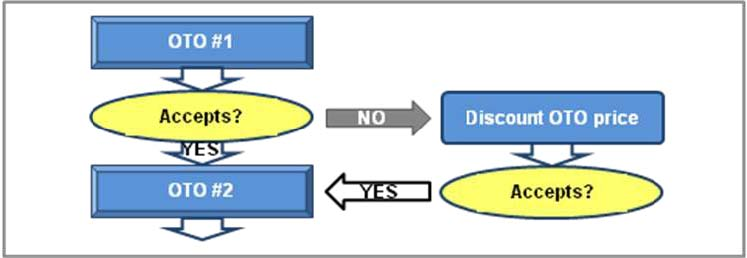 OTO #1
Accepts?
NO
Discount OTO price
YES
OTO #2
YES
Accepts?